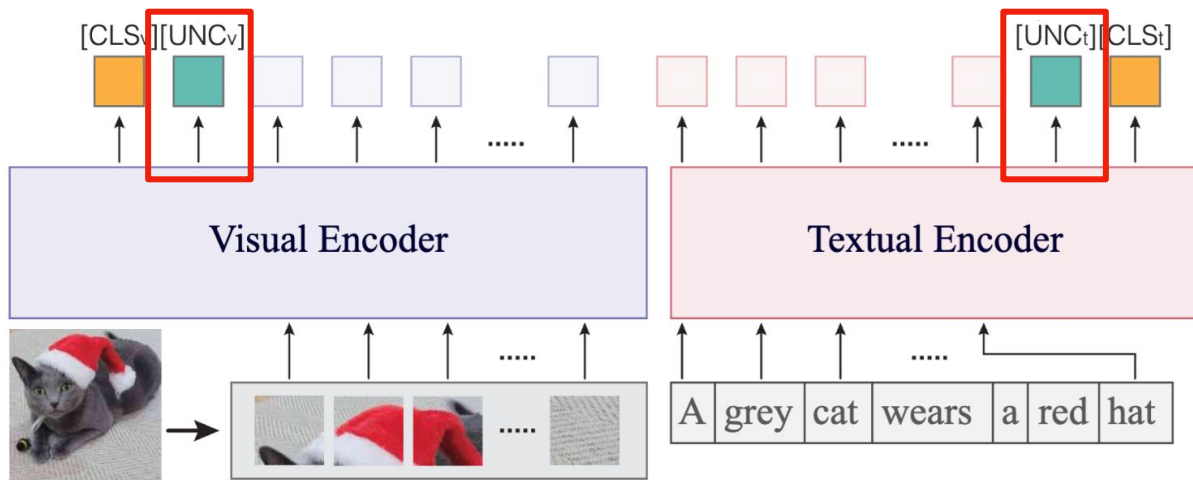 [CLSv][UNCv]
[UNCt][CLSt]
.....
.....
Visual Encoder
Textual Encoder
.....
.....
.....
A grey cat wears a red hat